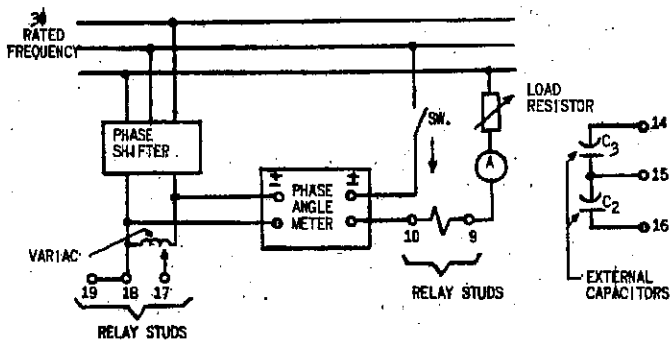 3ϕ
RATED
FREQUENCY
PHASE
SHIFTER
VARIAC
19 18 17
RELAY STUDS
±
±
PHASE
ANGLE
METER
SW.
10 9
RELAY STUDS
LOAD
RESISTOR
A
14
C3
15
C2
16
EXTERNAL
CAPACITORS